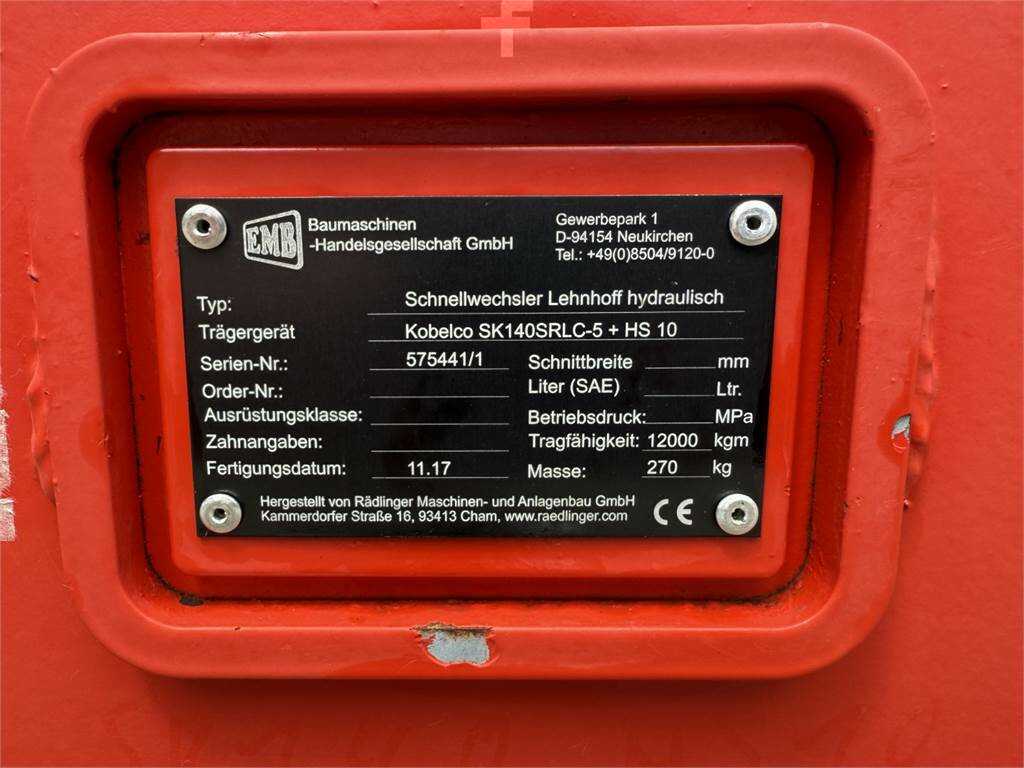 EMB
Baumaschinen
-Handelsgesellschaft GmbH
Gewerbepark 1
D-94154 Neukirchen
Tel.: +49(0)8504/9120-0
Typ: Schnellwechsler Lehnhoff hydraulisch
Trägergerät Kobelco SK140SRLC-5 + HS 10
Serien-Nr.: 575441/1 Schnittbreite mm
Order-Nr.: Liter (SAE) Ltr.
Ausrüstungsklasse: Betriebsdruck: MPa
Zahnangaben: Tragfähigkeit: 12000 kgm
Fertigungsdatum: 11.17 Masse: 270 kg
Hergestellt von Rädlinger Maschinen- und Anlagenbau GmbH
Kammerdorfer Straße 16, 93413 Cham, www.raedlinger.com
CE